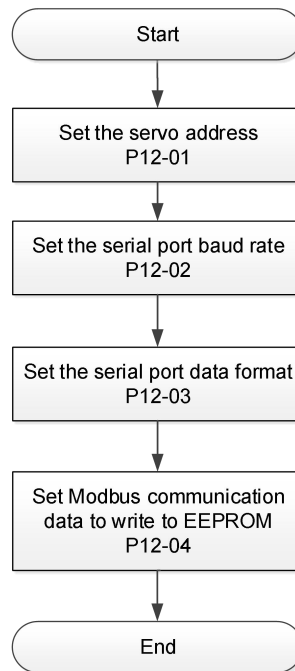 Start
Set the servo address
P12-01
Set the serial port baud rate
P12-02
Set the serial port data format
P12-03
Set Modbus communication
data to write to EEPROM
P12-04
End